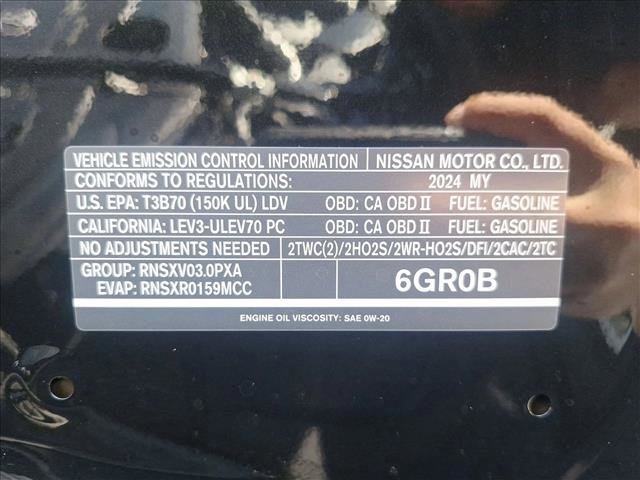 VEHICLE EMISSION CONTROL INFORMATION NISSAN MOTOR CO., LTD.
CONFORMS TO REGULATIONS: 2024 MY
U.S. EPA: T3B70 (150K UL) LDV OBD: CA OBD II FUEL: GASOLINE
CALIFORNIA: LEV3-ULEV70 PC OBD: CA OBD II FUEL: GASOLINE
NO ADJUSTMENTS NEEDED 2TWC(2)/2HO2S/2WR-HO2S/DFI/2CAC/2TC
GROUP: RNSXV03.0PXA
EVAP: RNSXR0159MCC
6GR0B
ENGINE OIL VISCOSITY: SAE 0W-20